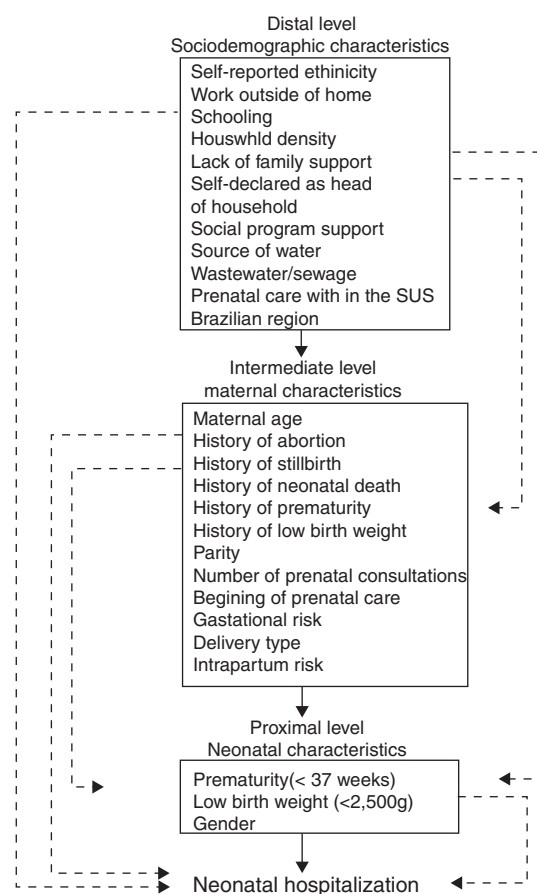 Distal level
Sociodemographic characteristics
Self-reported ethinicity
Work outside of home
Schooling
Houswhld density
Lack of family support
Self-declared as head
of household
Social program support
Source of water
Wastewater/sewage
Prenatal care with in the SUS
Brazilian region
Intermediate level
maternal characteristics
Maternal age
History of abortion
History of stillbirth
History of neonatal death
History of prematurity
History of low birth weight
Parity
Number of prenatal consultations
Begining of prenatal care
Gastational risk
Delivery type
Intrapartum risk
Proximal level
Neonatal characteristics
Prematurity(< 37 weeks)
Low birth weight (<2,500g)
Gender
Neonatal hospitalization